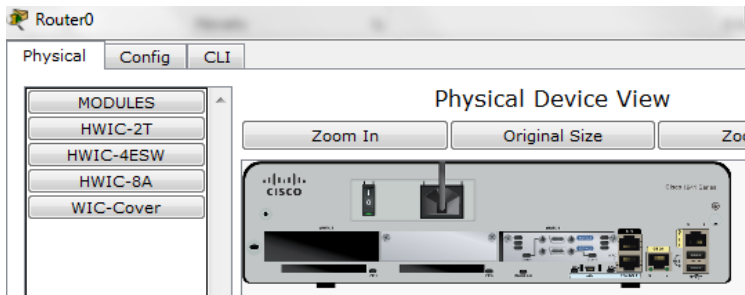 Router0
Physical Config CLI
MODULES
HWIC-2T
HWIC-4ESW
HWIC-8A
WIC-Cover
Physical Device View
Zoom In Original Size Zo
CISCO